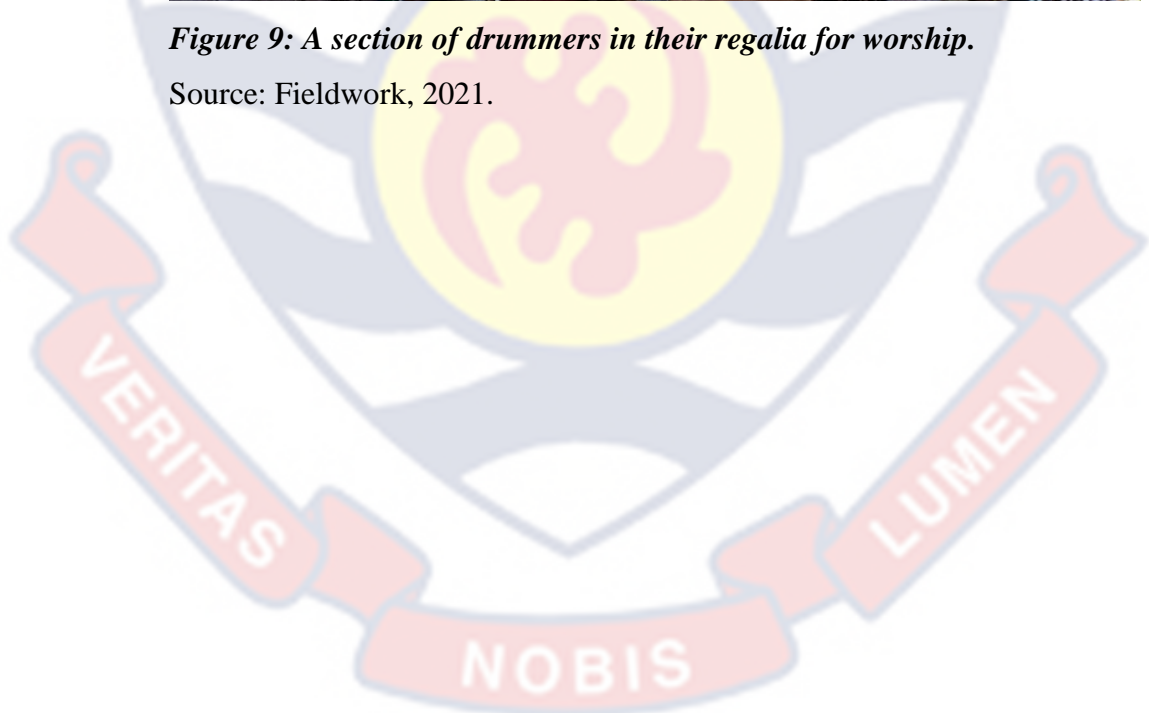 Figure 9: A section of drummers in their regalia for worship.
Source: Fieldwork, 2021.
VERITAS
NOBIS
LUMEN